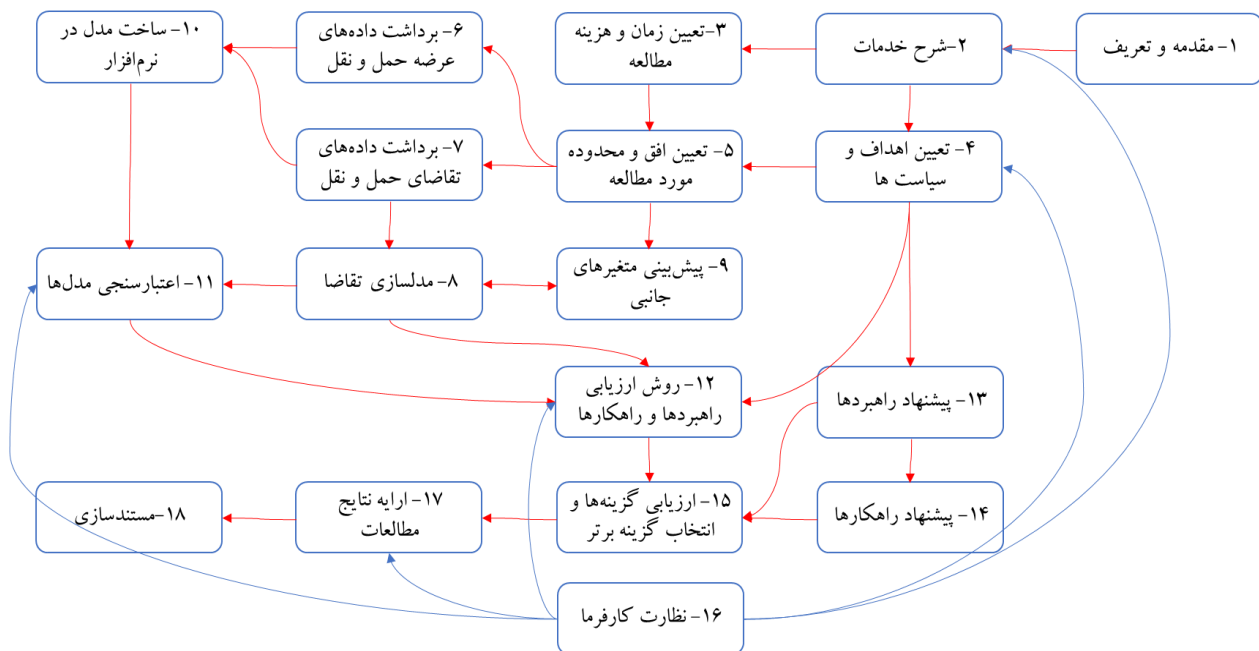 ۱- مقدمه و تعریف
۲-شرح خدمات
۳-تعیین زمان و هزینه
مطالعه
۶- برداشت داده‌های
عرضه حمل و نقل
۱۰- ساخت مدل در
نرم‌افزار
۴- تعیین اهداف و
سیاست ها
۵- تعیین افق و محدوده
مورد مطالعه
۷- برداشت داده‌های
تقاضای حمل و نقل
۹- پیش‌بینی متغیرهای
جانبی
۸- مدلسازی تقاضا
۱۱- اعتبارسنجی مدل‌ها
۱۳- پیشنهاد راهبردها
۱۲- روش ارزیابی
راهبردها و راهکارها
۱۴- پیشنهاد راهکارها
۱۵- ارزیابی گزینه‌ها و
انتخاب گزینه برتر
۱۷- ارایه نتایج
مطالعات
۱۸-مستندسازی
۱۶- نظارت کارفرما